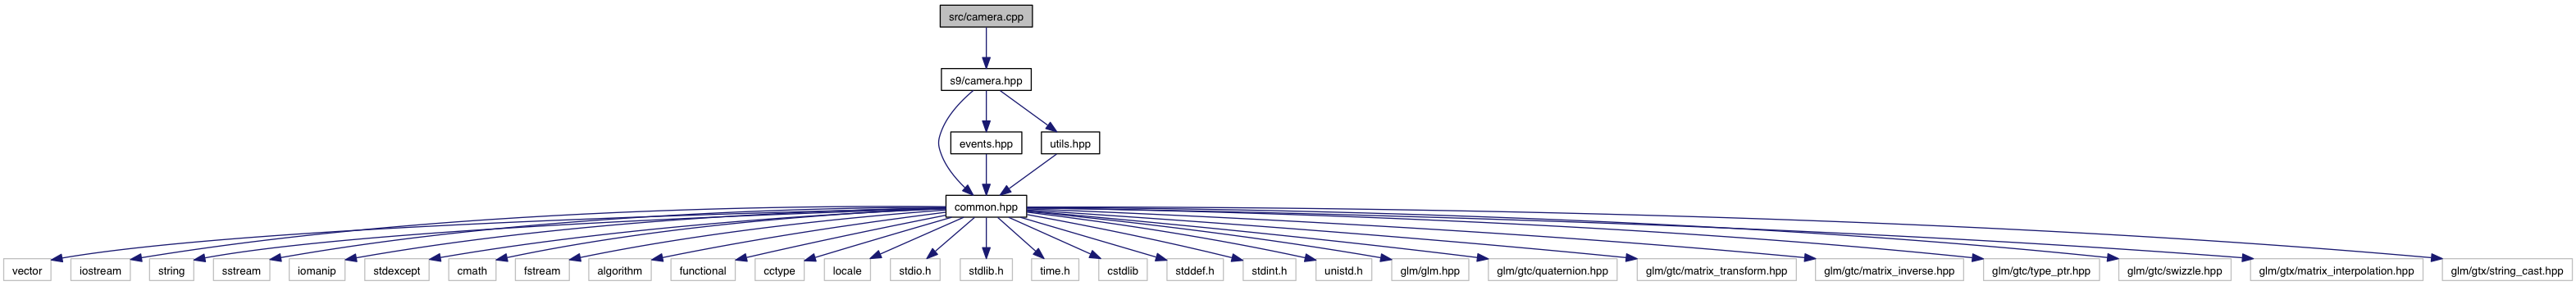 src/camera.cpp
s9/camera.hpp
events.hpp
utils.hpp
common.hpp
vector
iostream
string
sstream
iomanip
stdexcept
cmath
fstream
algorithm
functional
cctype
locale
stdio.h
stdlib.h
time.h
cstdlib
stddef.h
stdint.h
unistd.h
glm/glm.hpp
glm/gtc/quaternion.hpp
glm/gtc/matrix_transform.hpp
glm/gtc/matrix_inverse.hpp
glm/gtc/type_ptr.hpp
glm/gtc/swizzle.hpp
glm/gtx/matrix_interpolation.hpp
glm/gtx/string_cast.hpp